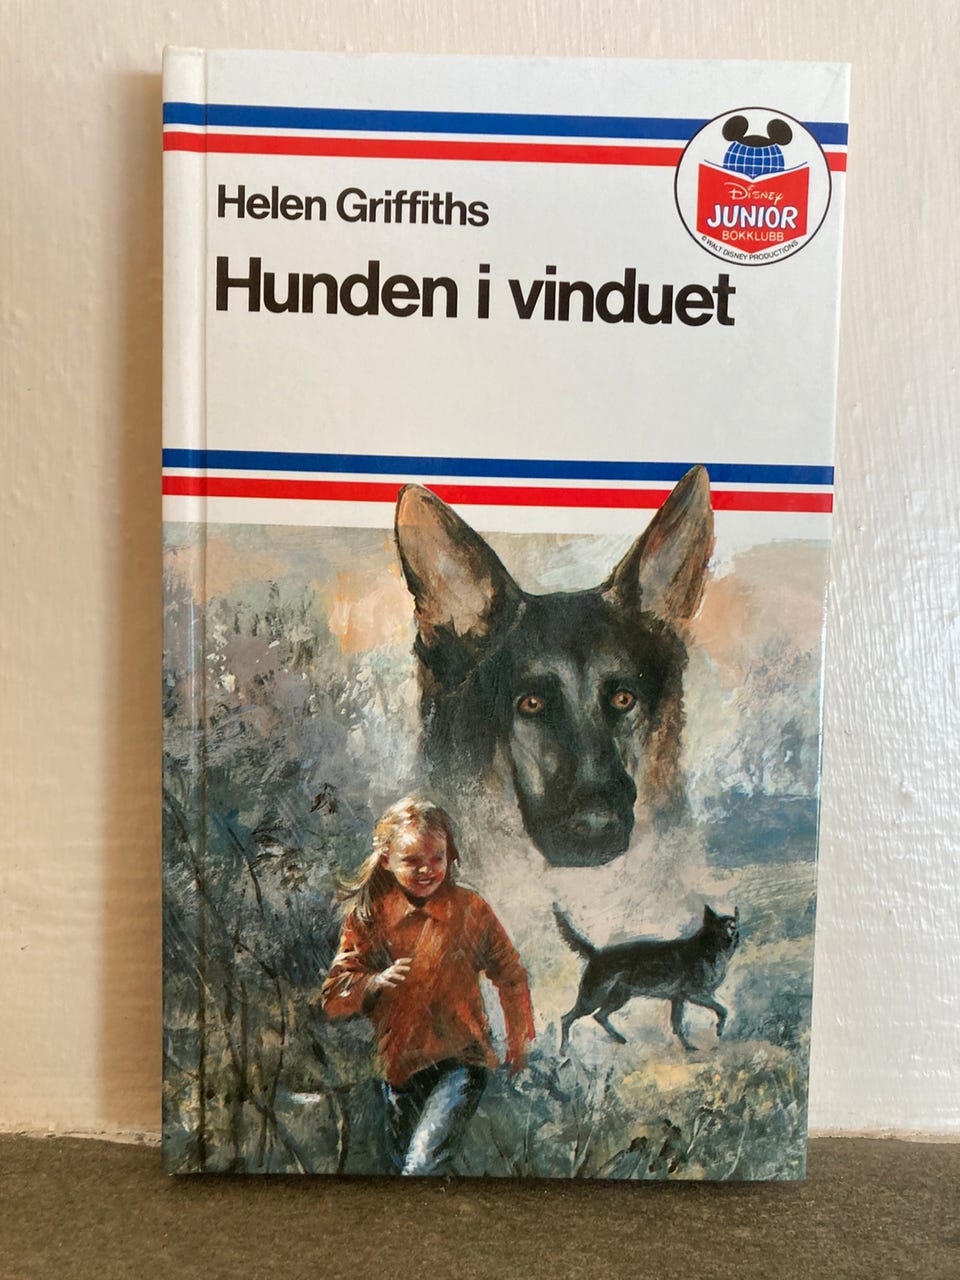 Helen Griffiths
Hunden i vinduet
Disney
JUNIOR
BOKKLUBB
© WALT DISNEY PRODUCTIONS